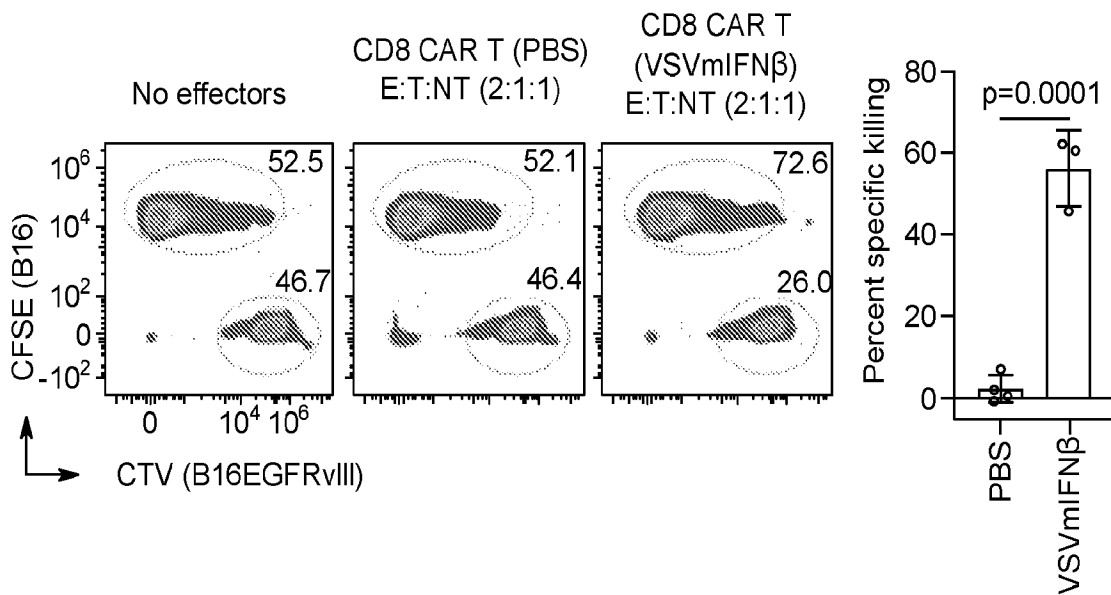 No effectors
CD8 CAR T (PBS)
E:T:NT (2:1:1)
CD8 CAR T
(VSVmIFNβ)
E:T:NT (2:1:1)
CFSE (B16)
10⁶
10⁴
10²
0
-10²
52.5
46.7
52.1
46.4
72.6
26.0
0
10⁴
10⁶
CTV (B16EGFRvIII)
Percent specific killing
80
60
40
20
0
p=0.0001
PBS
VSVmIFNβ